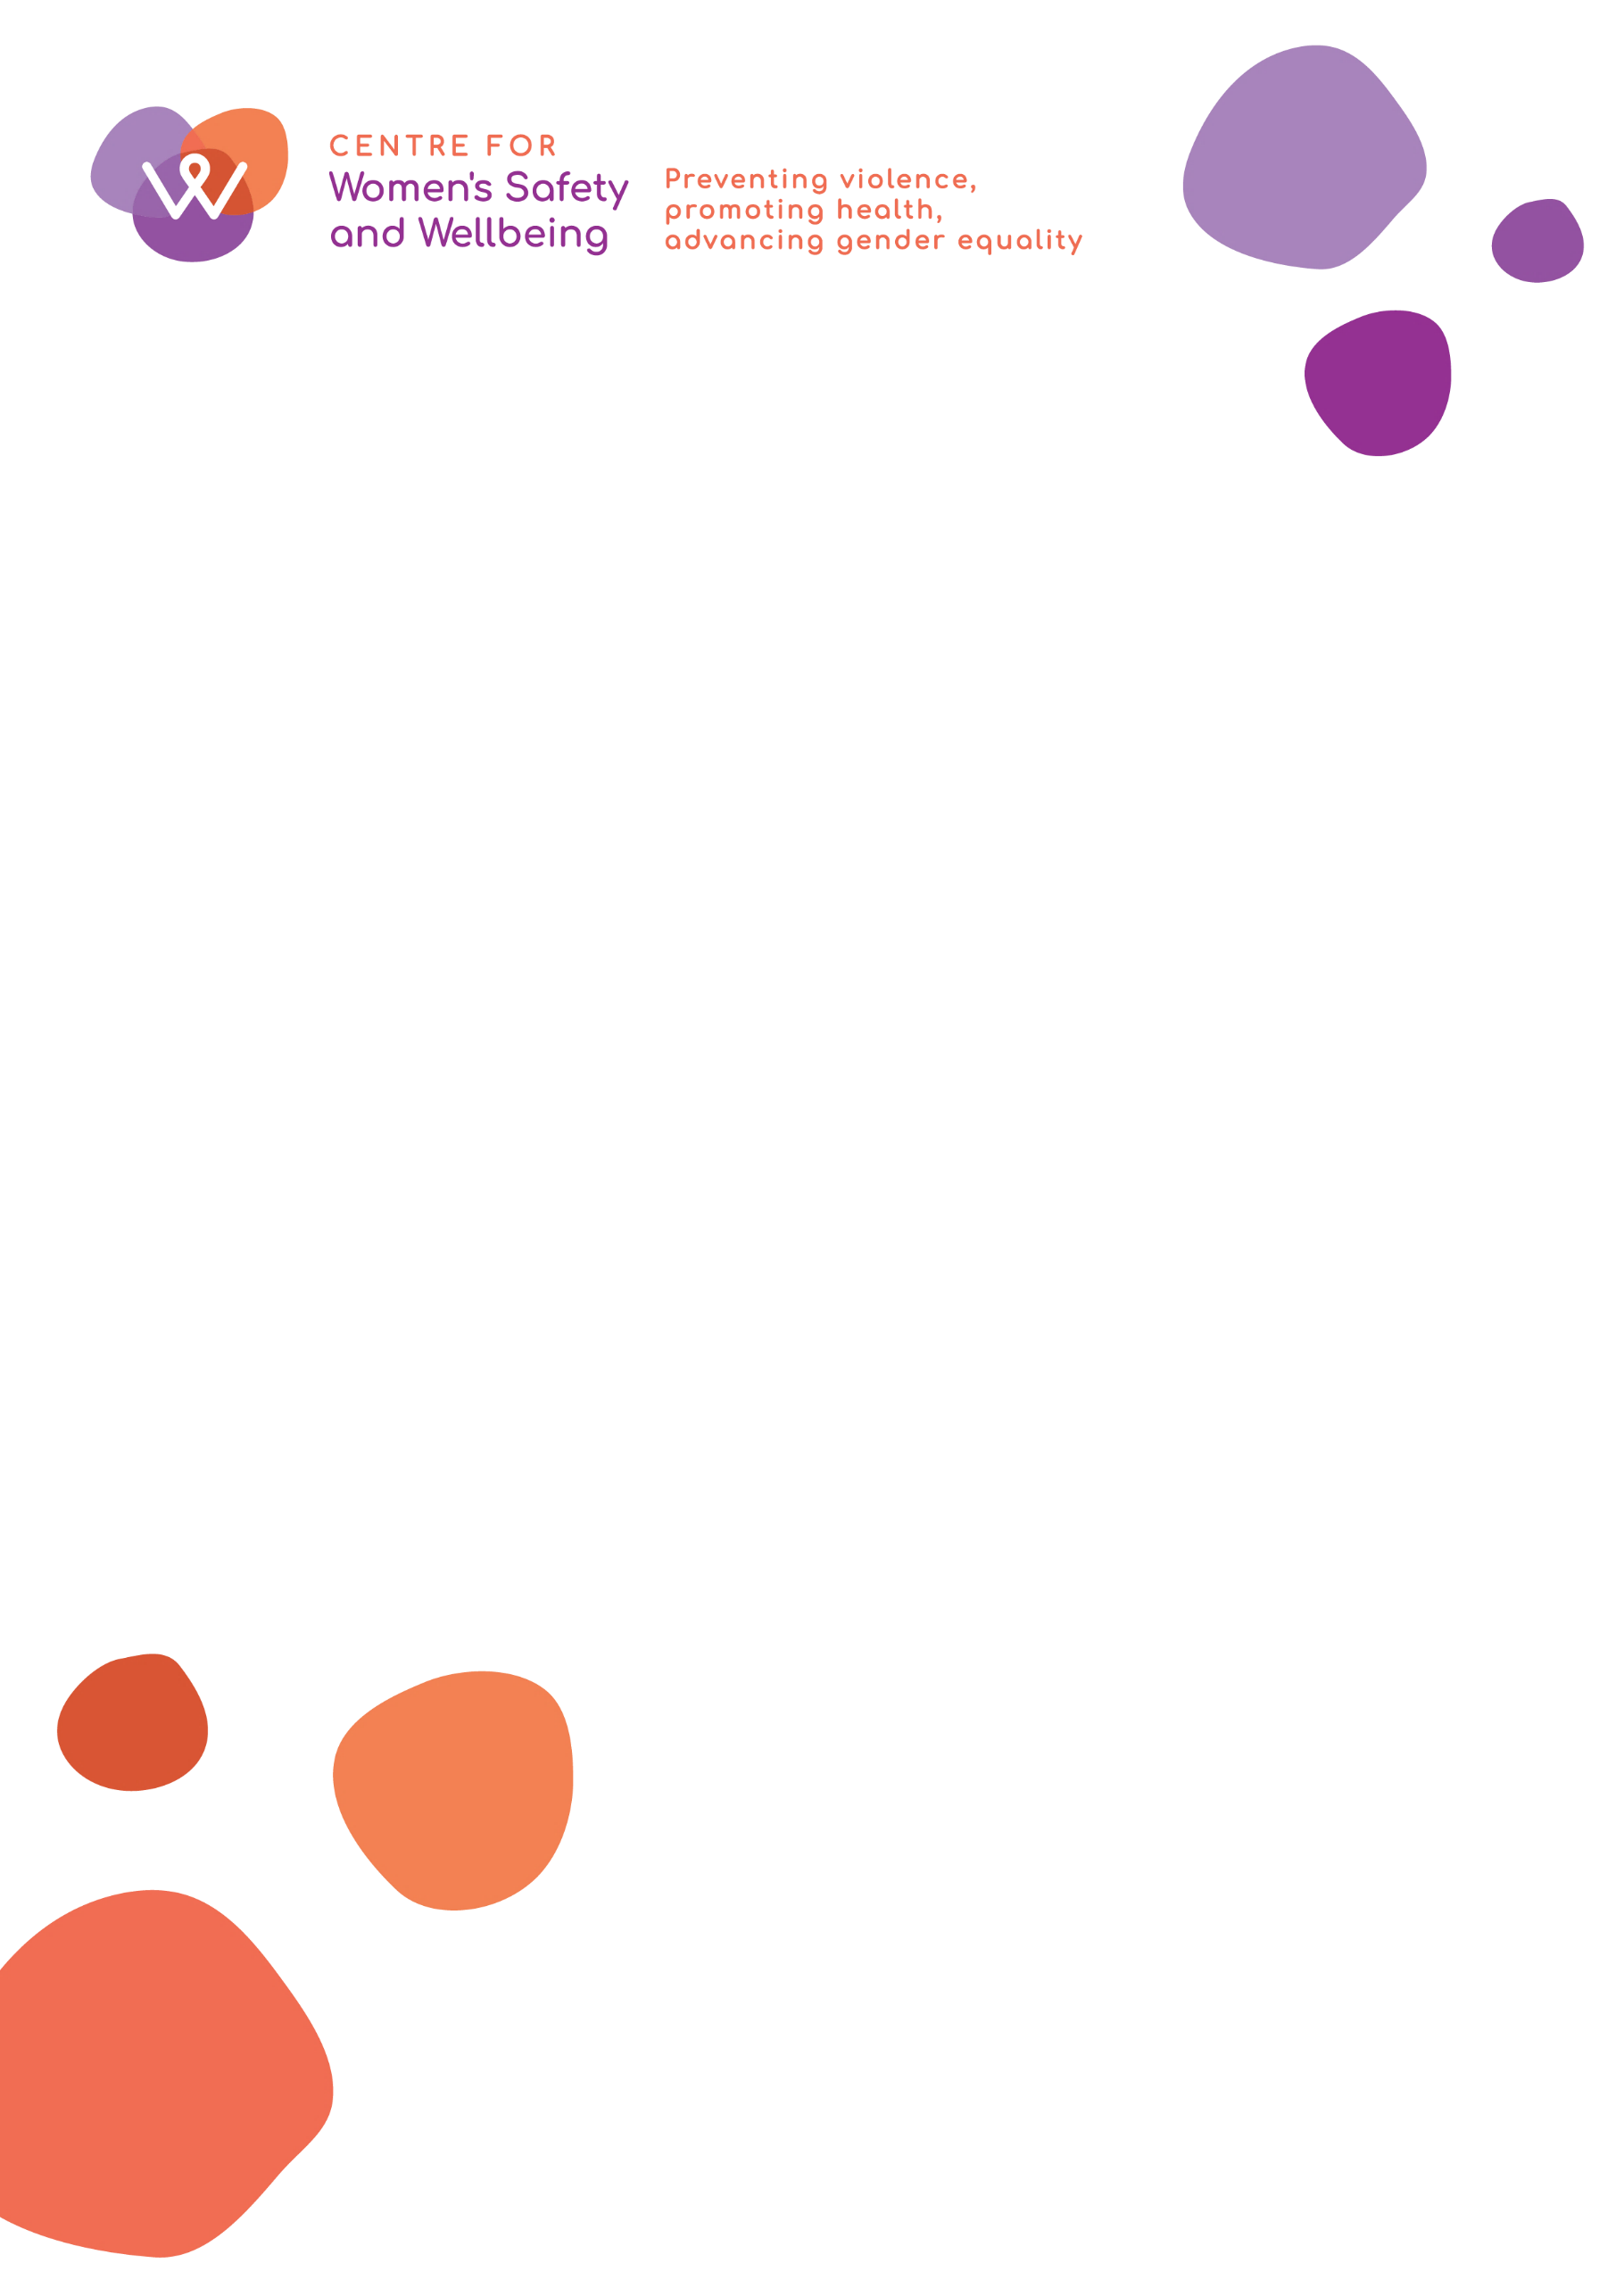 CENTRE FOR
Women's Safety
and Wellbeing
Preventing violence,
promoting health,
advancing gender equality